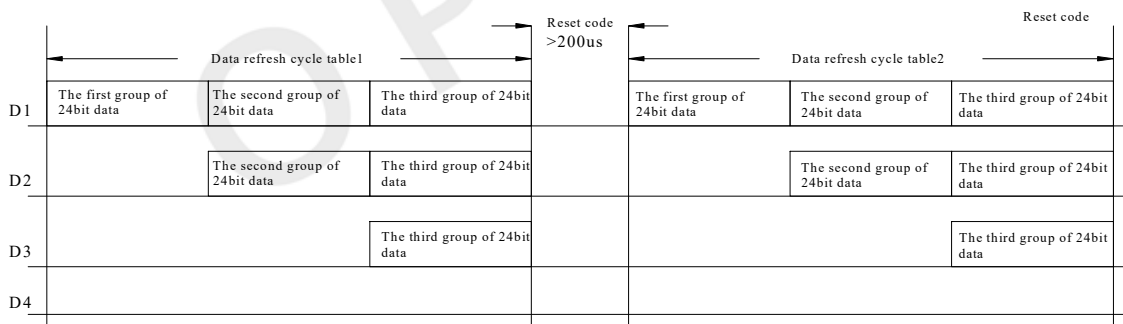 Reset code
>200us
Reset code
Data refresh cycle table1
Data refresh cycle table2
D1
The first group of
24bit data
The second group of
24bit data
The third group of 24bit
data
The first group of
24bit data
The second group of
24bit data
The third group of 24bit
data
D2
The second group of
24bit data
The third group of 24bit
data
The second group of
24bit data
The third group of 24bit
data
D3
The third group of 24bit
data
The third group of 24bit
data
D4
O P